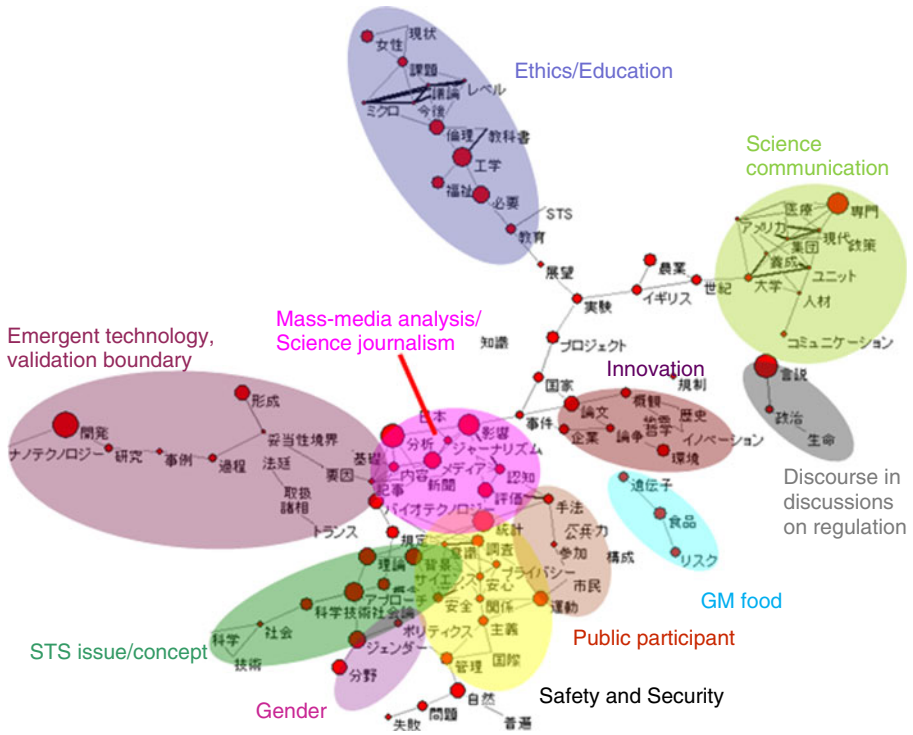 現状
女性
課題
Ethics/Education
議論
レベル
ミクロ
今後
倫理
教科書
工学
Science
communication
福祉
必要
医療
専門
STS
アメリカ
現代
教育
集団
政策
農業
養成
展望
ユニット
世紀
大学
イギリス
人材
実験
Mass-media analysis/
Science journalism
Emergent technology,
validation boundary
知識
プロジェクト
コミュニケーション
Innovation
規制
言説
国家
形成
概観
日本
論文
歴史
政治
開発
影響
事件
哲学
妥当性境界
分析
ジャーナリズム
企業
論争
イノベーション
生命
ナノテクノロジー
研究
事例
過程
法廷
基礎
内容
メディア
環境
要因
新聞
認知
Discourse in
discussions
on regulation
取扱
記事
評価
遺伝子
諸相
バイオテクノロジー
手法
トランス
統計
公共力
食品
規定
意識
調査
参加
構成
理論
背景
プライバシー
リスク
サイエンス
安心
市民
アプローチ
GM food
科学技術社会論
安全
関係
運動
科学
社会
ポリティクス
主義
Public participant
STS issue/concept
技術
ジェンダー
国際
分野
管理
Safety and Security
Gender
自然
問題
普遍
失敗